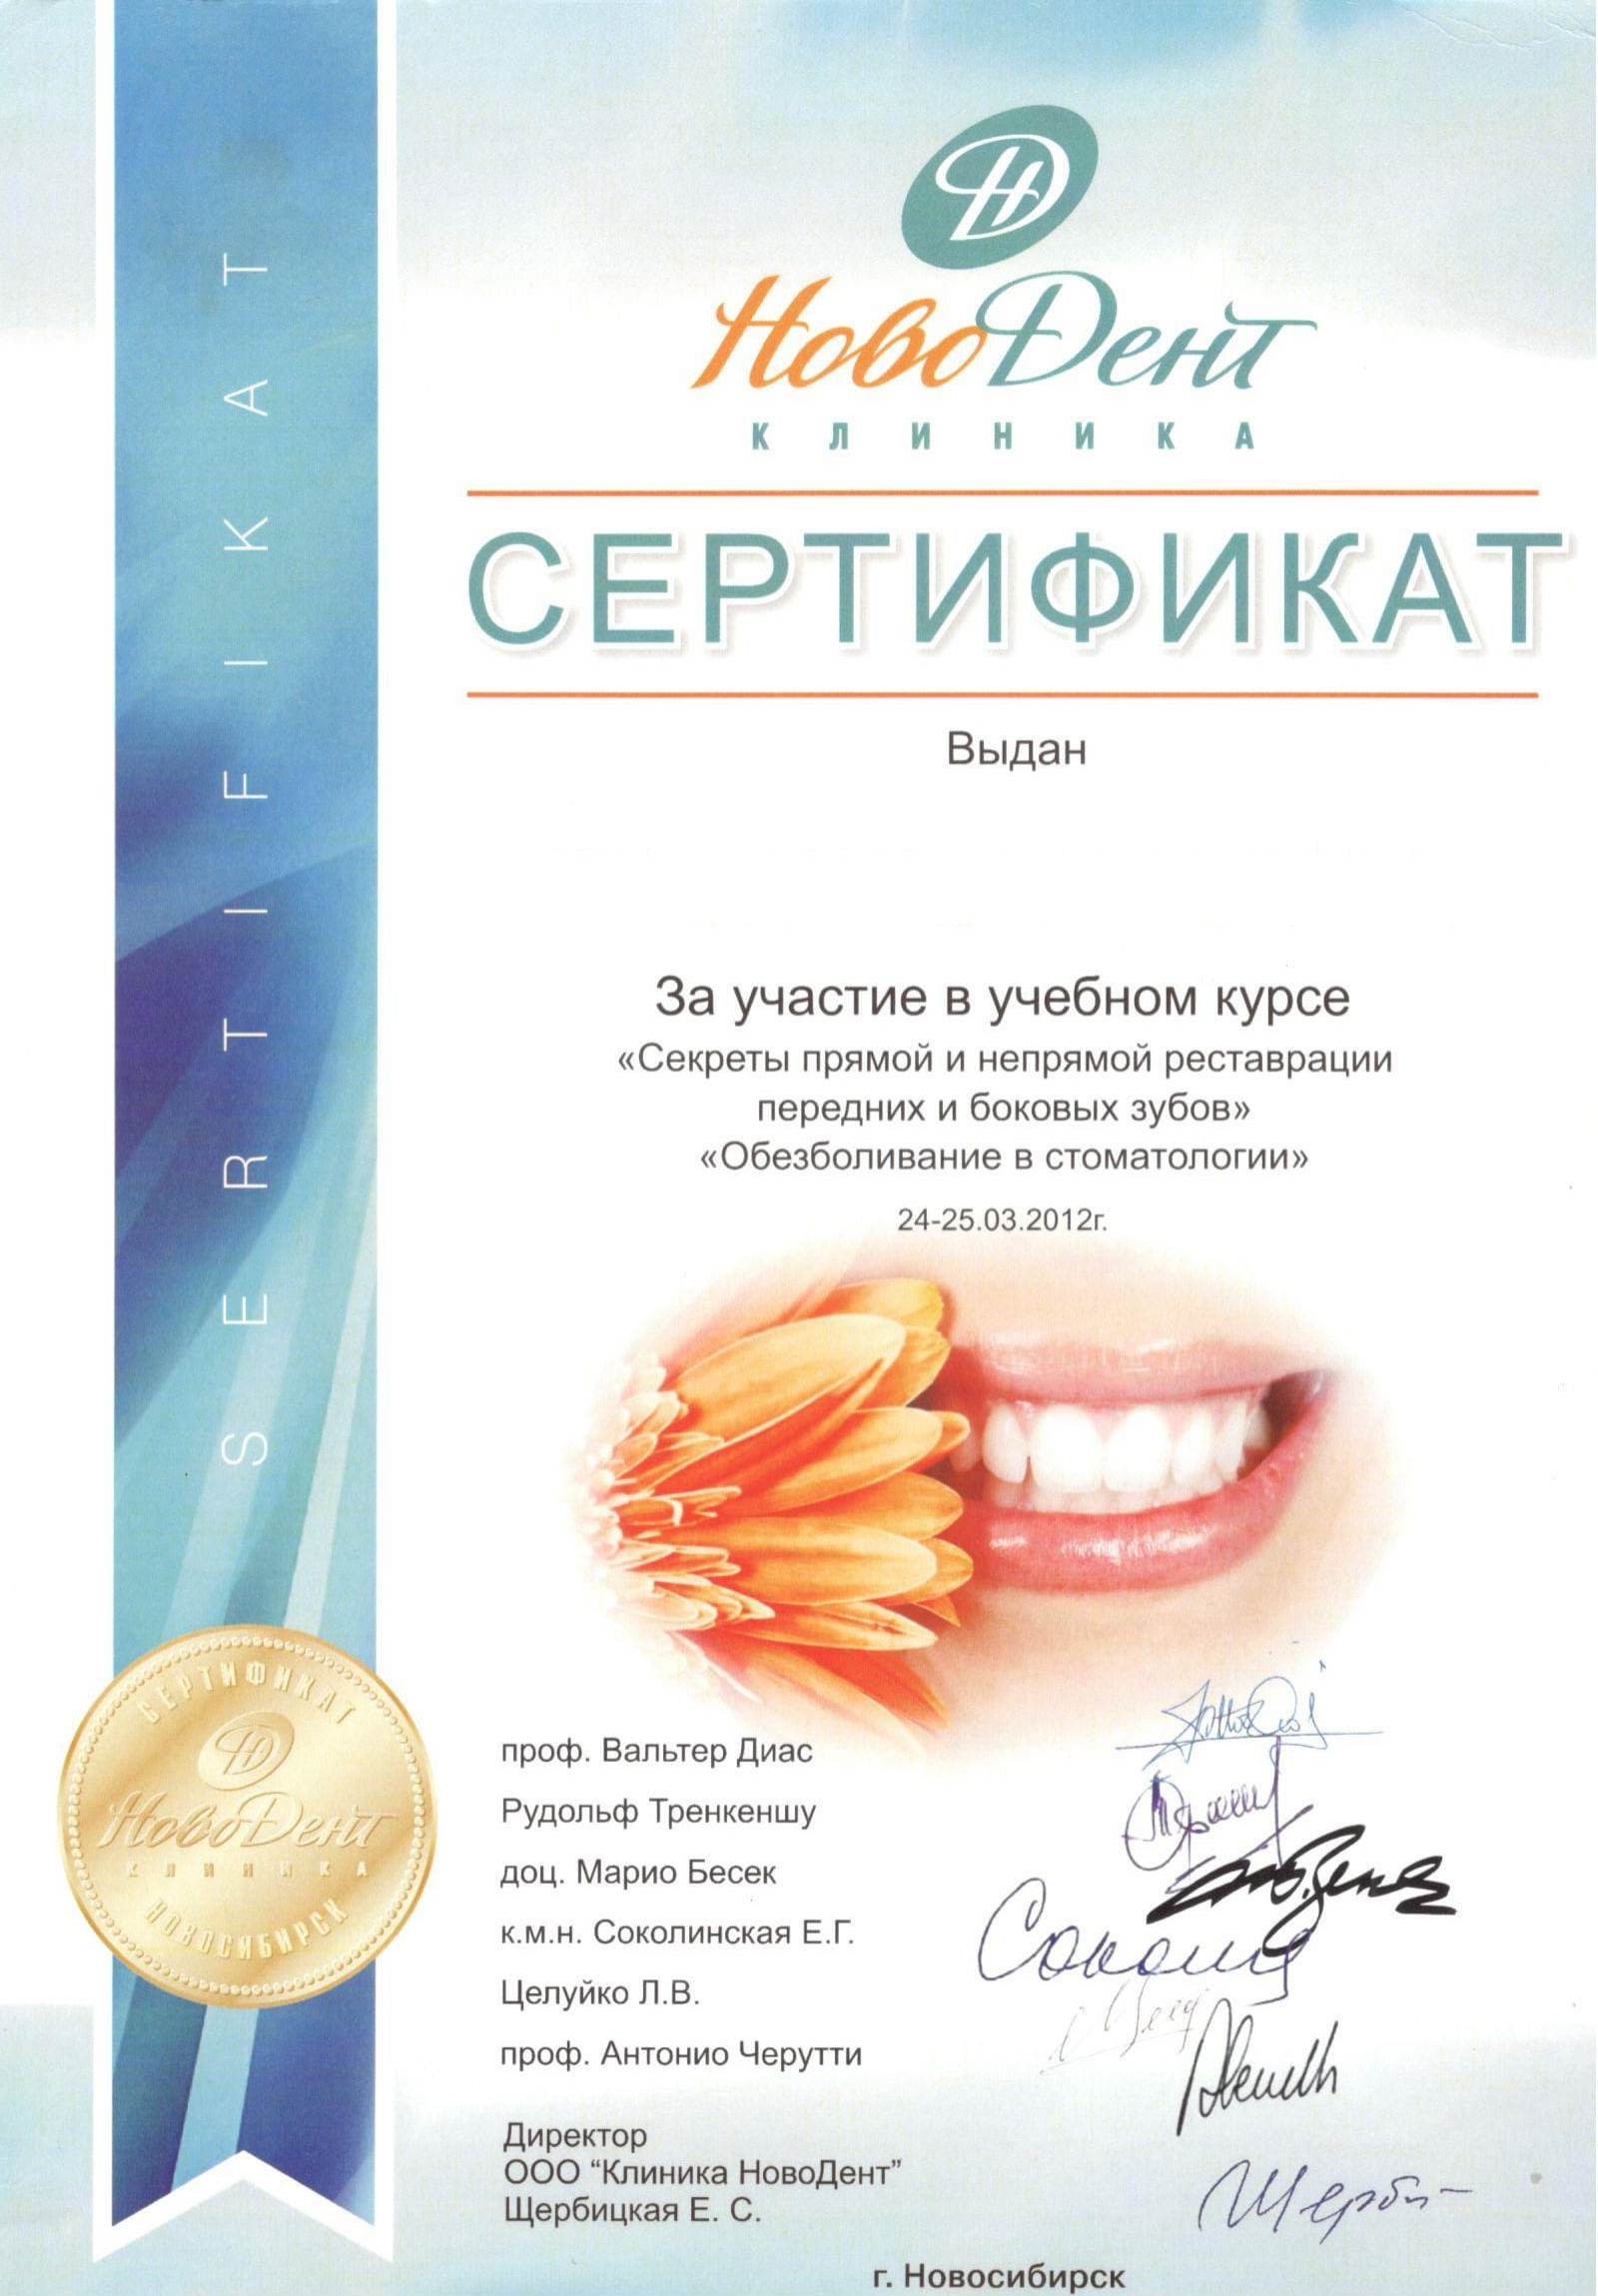 SERTIFIKAT
НовоДент
КЛИНИКА
СЕРТИФИКАТ
Выдан
За участие в учебном курсе
«Секреты прямой и непрямой реставрации
передних и боковых зубов»
«Обезболивание в стоматологии»
24-25.03.2012г.
СЕРТИФИКАТ
НовоДент
КЛИНИКА
НОВОСИБИРСК
проф. Вальтер Диас
Рудольф Тренкеншу
доц. Марио Бесек
к.м.н. Соколинская Е.Г.
Целуйко Л.В.
проф. Антонио Черутти
Директор
ООО “Клиника НовоДент”
Щербицкая Е. С.
г. Новосибирск